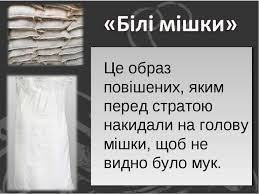 «Білі мішки»
Це образ
повішених, яким
перед стратою
накидали на голову
мішки, щоб не
видно було мук.